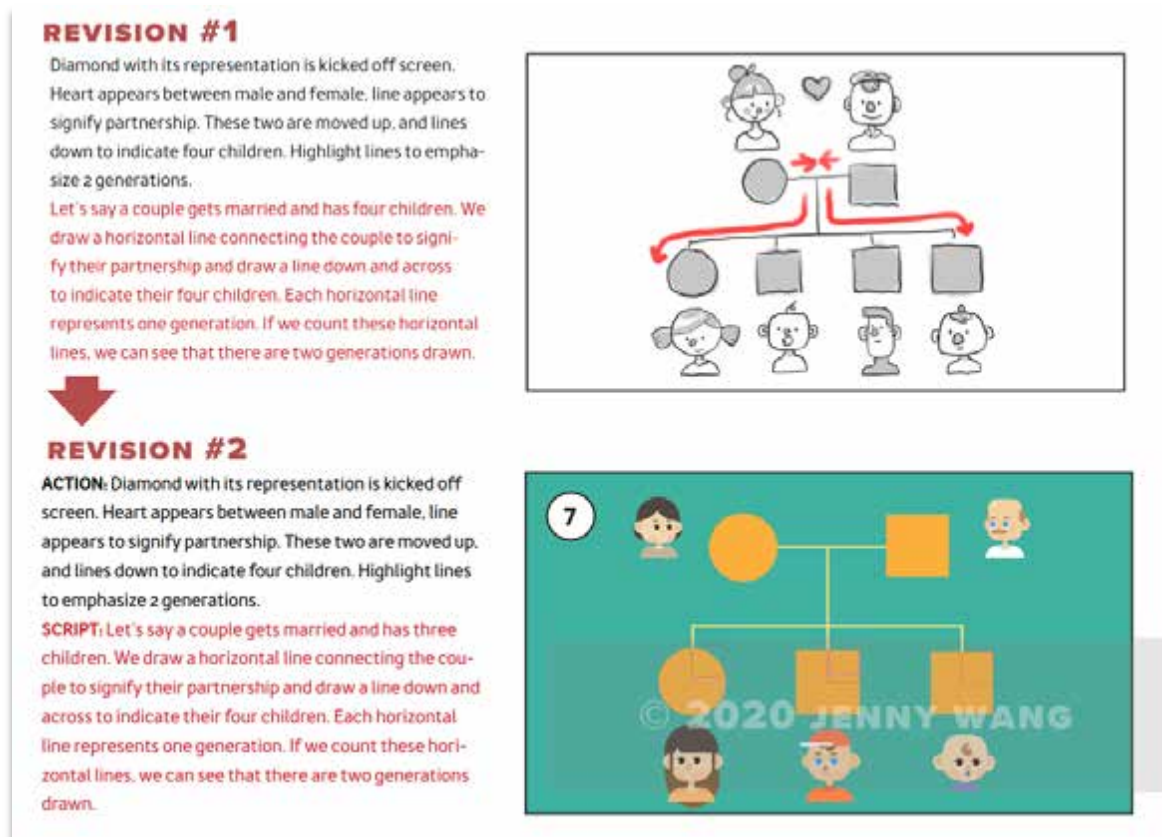 REVISION #1
Diamond with its representation is kicked off screen.
Heart appears between male and female, line appears to
signify partnership. These two are moved up, and lines
down to indicate four children. Highlight lines to empha-
size 2 generations.
Let's say a couple gets married and has four children. We
draw a horizontal line connecting the couple to signi-
fy their partnership and draw a line down and across
to indicate their four children. Each horizontal line
represents one generation. If we count these horizontal
lines, we can see that there are two generations drawn.
REVISION #2
ACTION: Diamond with its representation is kicked off
screen. Heart appears between male and female, line
appears to signify partnership. These two are moved up,
and lines down to indicate four children. Highlight lines
to emphasize 2 generations.
SCRIPT: Let's say a couple gets married and has three
children. We draw a horizontal line connecting the cou-
ple to signify their partnership and draw a line down and
across to indicate their four children. Each horizontal
line represents one generation. If we count these hori-
zontal lines, we can see that there are two generations
drawn.
7
© 2020 JENNY WANG